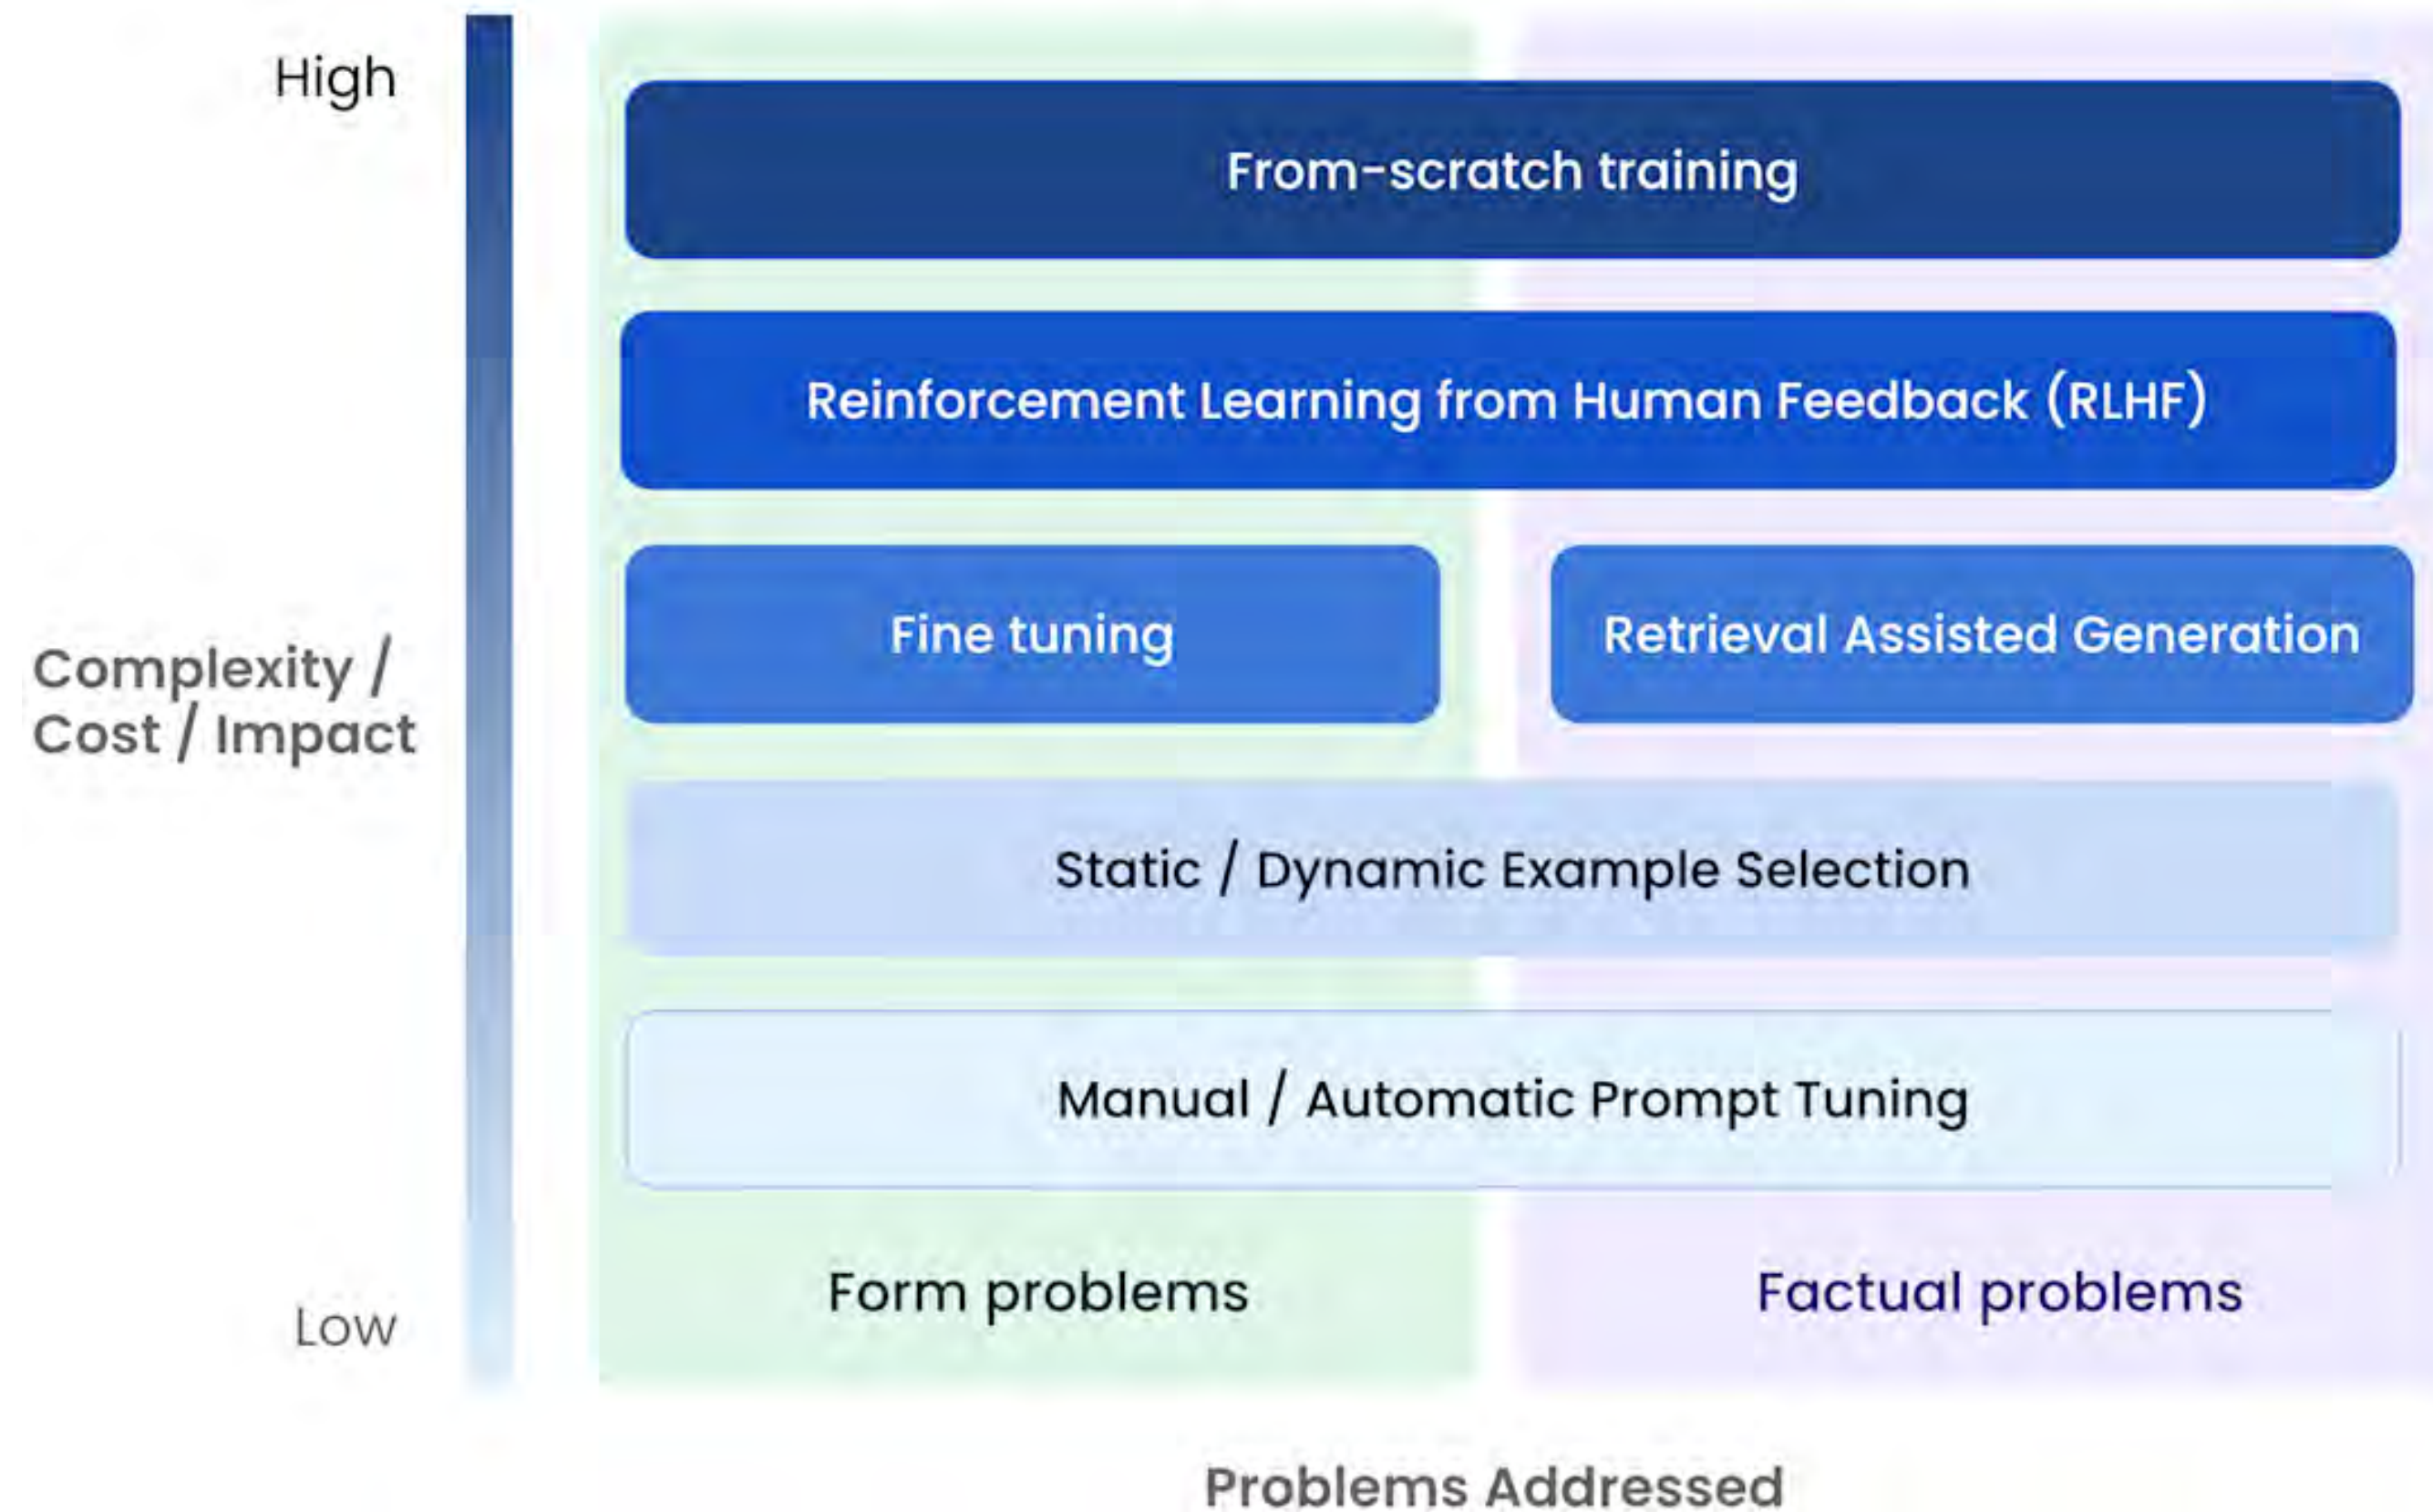 High
From-scratch training
Reinforcement Learning from Human Feedback (RLHF)
Fine tuning
Retrieval Assisted Generation
Complexity /
Cost / Impact
Static / Dynamic Example Selection
Manual / Automatic Prompt Tuning
Form problems
Factual problems
Low
Problems Addressed